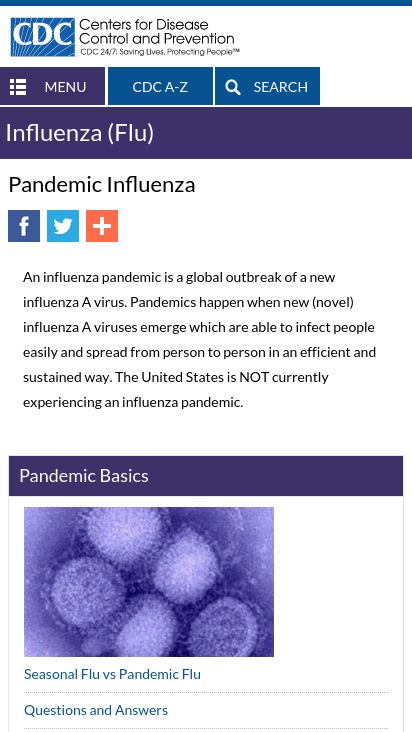 CDC
Centers for Disease
Control and Prevention
CDC 24/7: Saving Lives, Protecting People™
MENU
CDC A-Z
SEARCH
Influenza (Flu)
Pandemic Influenza
An influenza pandemic is a global outbreak of a new
influenza A virus. Pandemics happen when new (novel)
influenza A viruses emerge which are able to infect people
easily and spread from person to person in an efficient and
sustained way. The United States is NOT currently
experiencing an influenza pandemic.
Pandemic Basics
Seasonal Flu vs Pandemic Flu
Questions and Answers